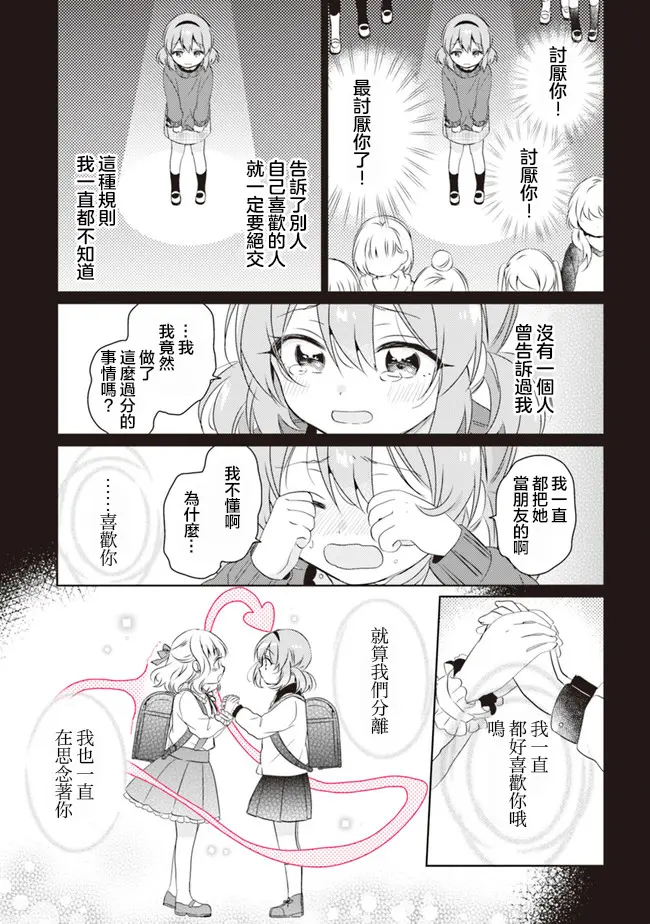 討厭你！
討厭你！
最討厭你了！
告訴了別人
自己喜歡的人
就一定要絕交
這種規則
我一直都不知道
沒有一個人
曾告訴過我
…我
我竟然
做了
這麼過分的
事情嗎？
我一直
都把她
當朋友的啊
我不懂啊
為什麼…
……喜歡你
我一直
都好喜歡你哦
鳴
就算我們分離
我也一直
在思念著你